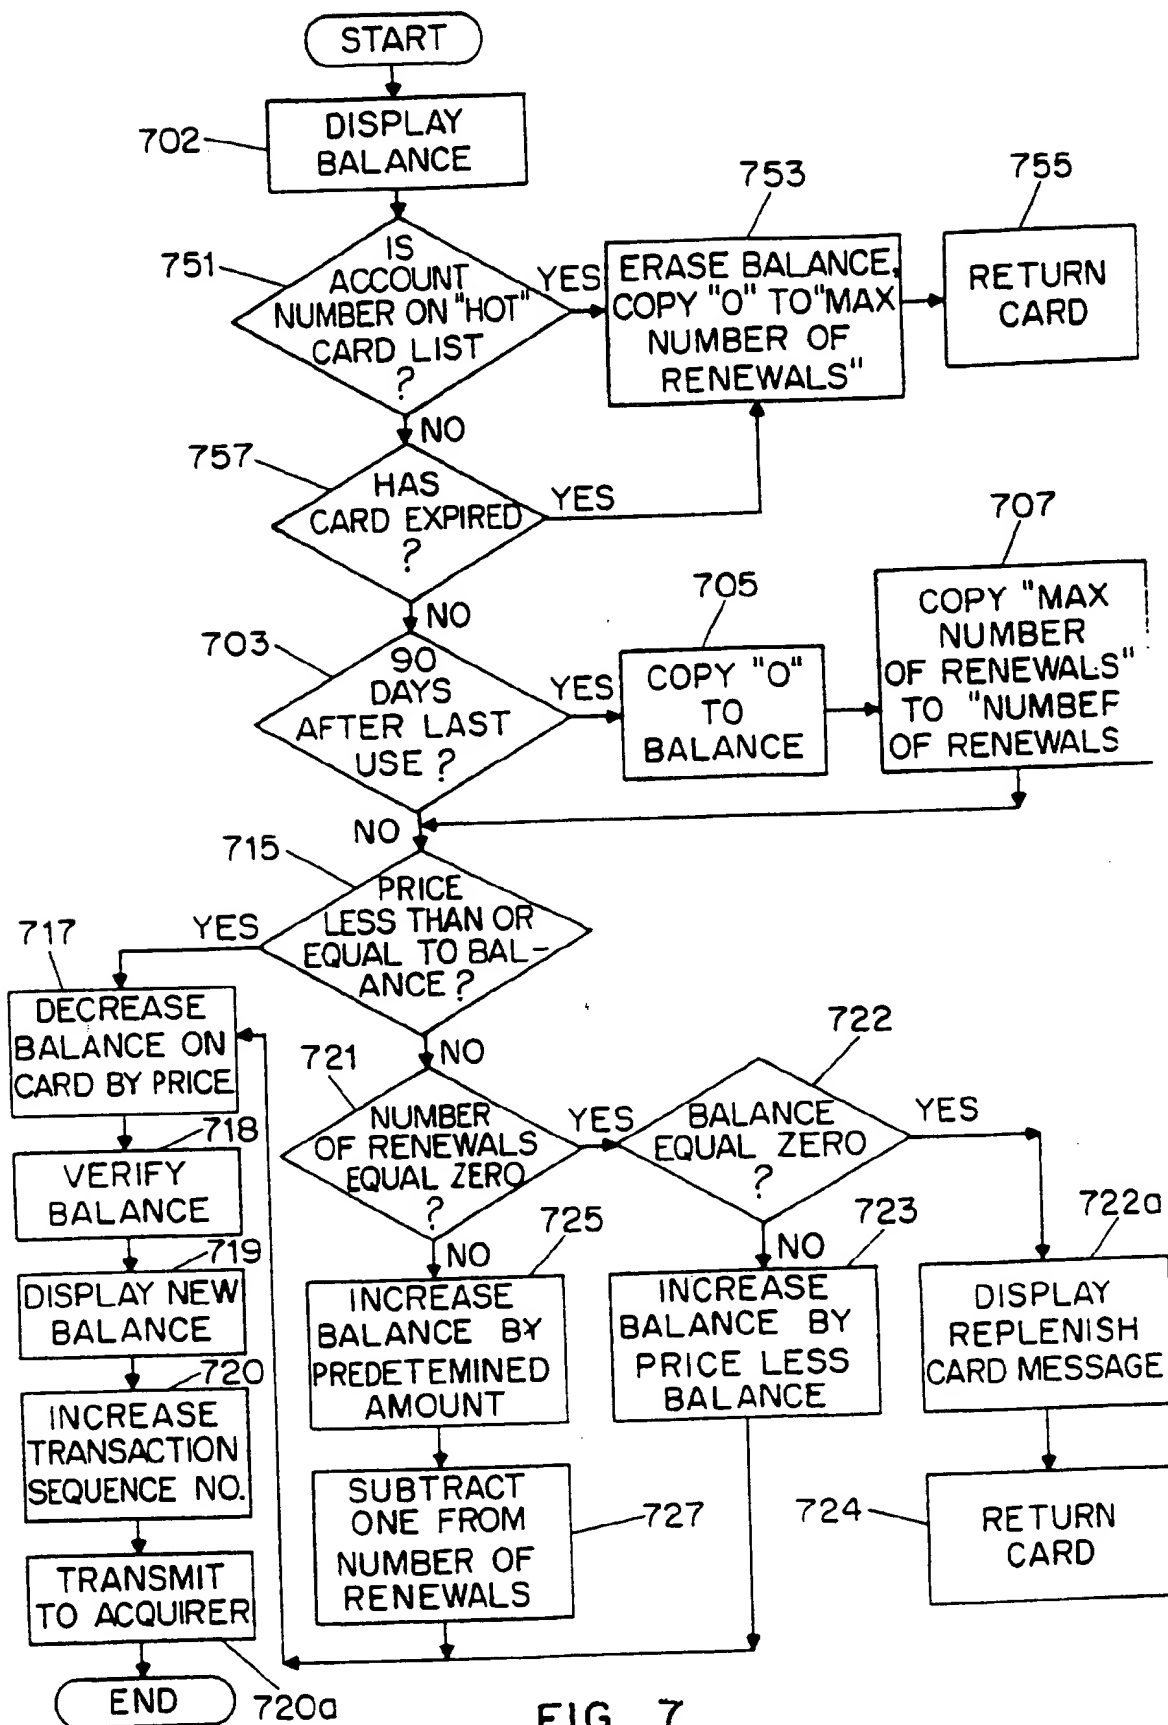 START
702
DISPLAY
BALANCE
751
IS
ACCOUNT
NUMBER ON "HOT"
CARD LIST
?
YES
753
ERASE BALANCE,
COPY "0" TO "MAX
NUMBER OF
RENEWALS"
755
RETURN
CARD
NO
757
HAS
CARD EXPIRED
?
YES
NO
703
90
DAYS
AFTER LAST
USE ?
YES
705
COPY "0"
TO
BALANCE
707
COPY "MAX
NUMBER
OF RENEWALS"
TO "NUMBER
OF RENEWALS
NO
715
PRICE
LESS THAN OR
EQUAL TO BAL-
ANCE ?
YES
717
DECREASE
BALANCE ON
CARD BY PRICE
718
VERIFY
BALANCE
719
DISPLAY NEW
BALANCE
720
INCREASE
TRANSACTION
SEQUENCE NO.
TRANSMIT
TO ACQUIRER
720a
END
NO
721
NUMBER
OF RENEWALS
EQUAL ZERO
?
YES
722
BALANCE
EQUAL ZERO
?
YES
NO
725
INCREASE
BALANCE BY
PREDETEMINED
AMOUNT
SUBTRACT
ONE FROM
NUMBER OF
RENEWALS
727
NO
723
INCREASE
BALANCE BY
PRICE LESS
BALANCE
722a
DISPLAY
REPLENISH
CARD MESSAGE
724
RETURN
CARD
FIG. 7